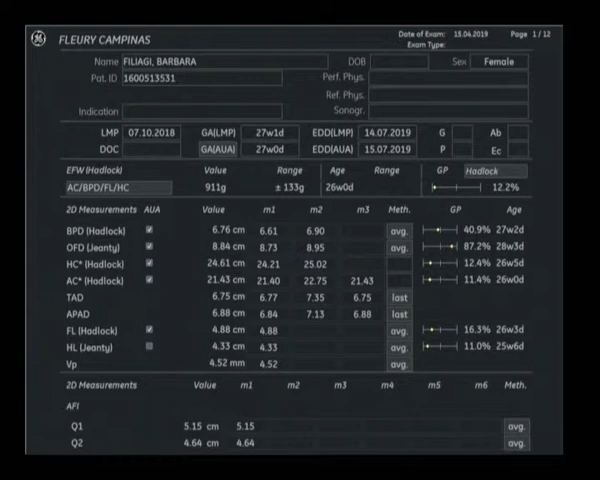 FLEURY CAMPINAS
Date of Exam: 15.04.2019 Page 1/12
Exam Type:
Name FILIAGI, BARBARA DOB Sex Female
Pat. ID 1600513531 Perf. Phys.
Ref. Phys.
Indication Sonogr.
LMP 07.10.2018 GA(LMP) 27w1d EDD(LMP) 14.07.2019 G Ab
DOC GA(AUA) 27w0d EDD(AUA) 15.07.2019 P Ec
EFW (Hadlock) Value Range Age Range GP Hadlock
AC/BPD/FL/HC 911g ± 133g 26w0d 12.2%
2D Measurements AUA Value m1 m2 m3 Meth. GP Age
BPD (Hadlock) 6.76 cm 6.61 6.90 avg. 40.9% 27w2d
OFD (Jeanty) 8.84 cm 8.73 8.95 avg. 87.2% 28w3d
HC* (Hadlock) 24.61 cm 24.21 25.02 12.4% 26w5d
AC* (Hadlock) 21.43 cm 21.40 22.75 21.43 11.4% 26w0d
TAD 6.75 cm 6.77 7.35 6.75 last
APAD 6.88 cm 6.84 7.13 6.88 last
FL (Hadlock) 4.88 cm 4.88 avg. 16.3% 26w3d
HL (Jeanty) 4.33 cm 4.33 avg. 11.0% 25w6d
Vp 4.52 mm 4.52 avg.
2D Measurements Value m1 m2 m3 m4 m5 m6 Meth.
AFI
Q1 5.15 cm 5.15 avg.
Q2 4.64 cm 4.64 avg.